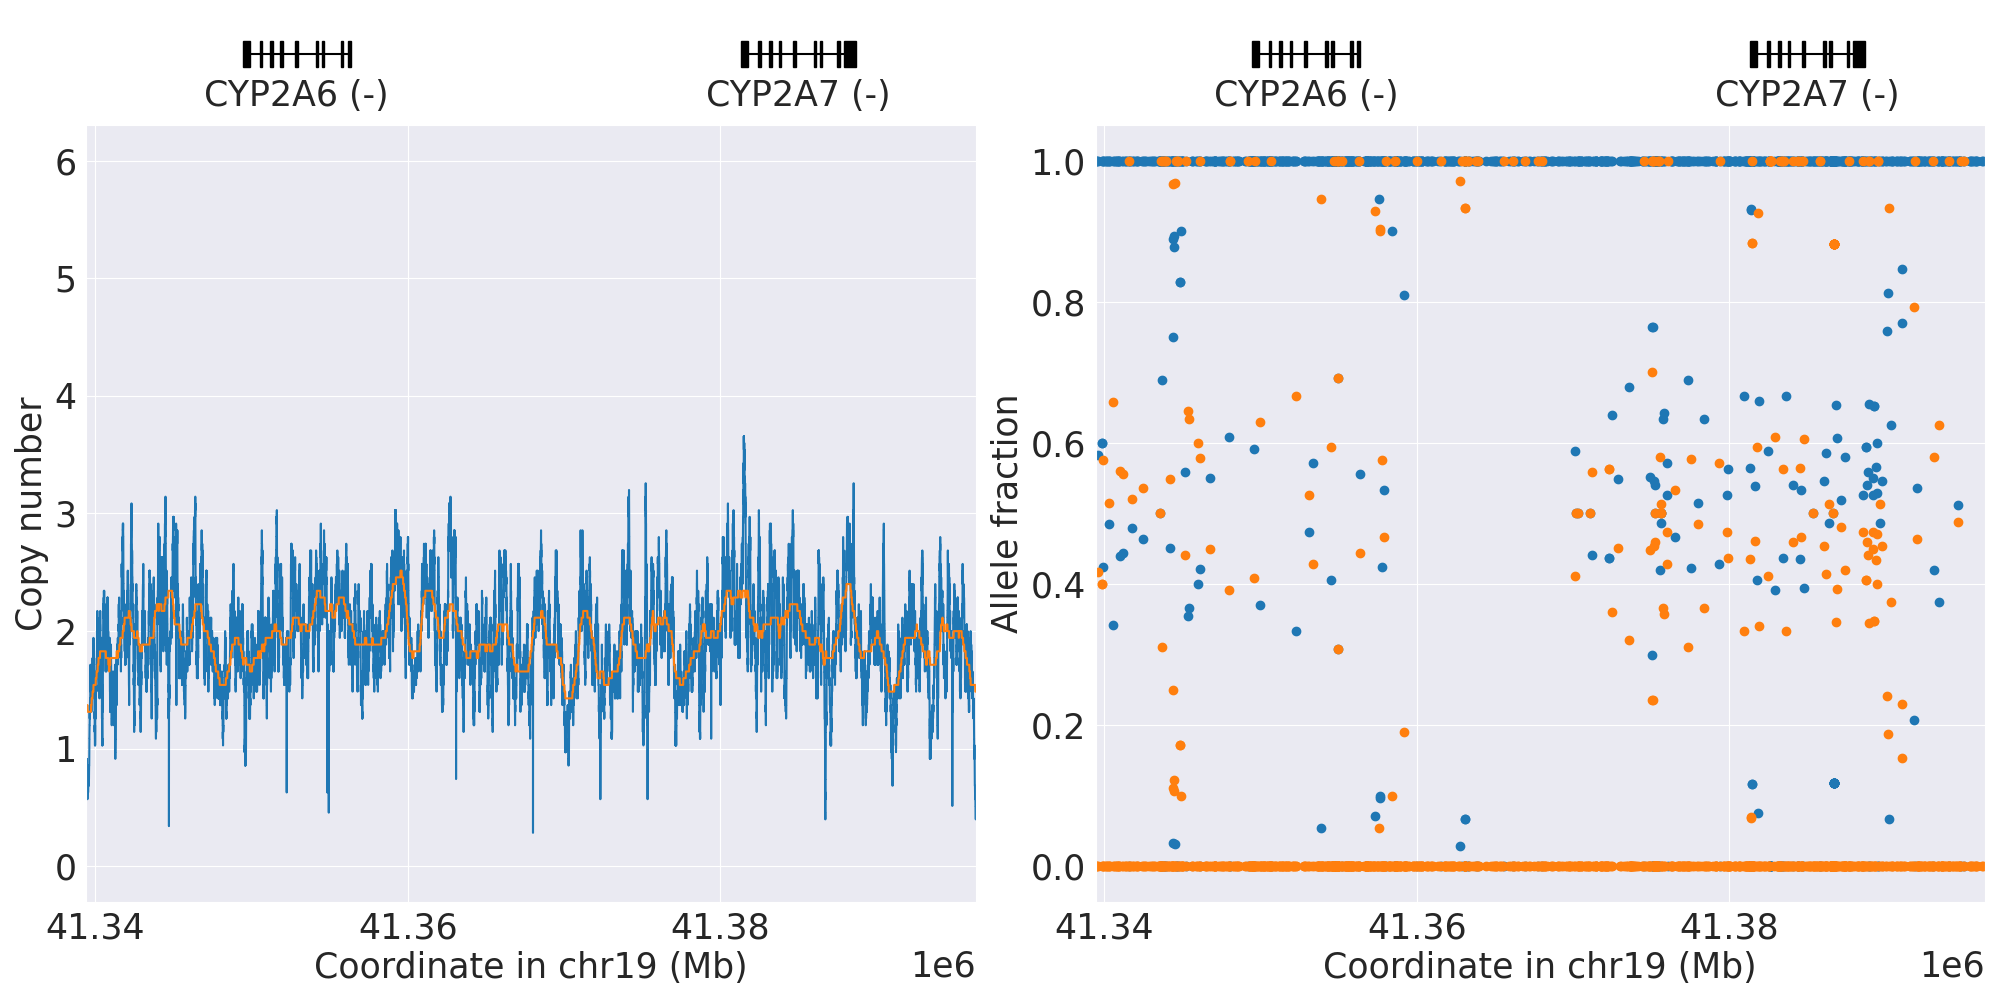 CYP2A6 (-)
CYP2A7 (-)
CYP2A6 (-)
CYP2A7 (-)
6
5
4
3
2
1
0
Copy number
41.34
41.36
41.38
Coordinate in chr19 (Mb)
1e6
1.0
0.8
0.6
0.4
0.2
0.0
Allele fraction
41.34
41.36
41.38
Coordinate in chr19 (Mb)
1e6